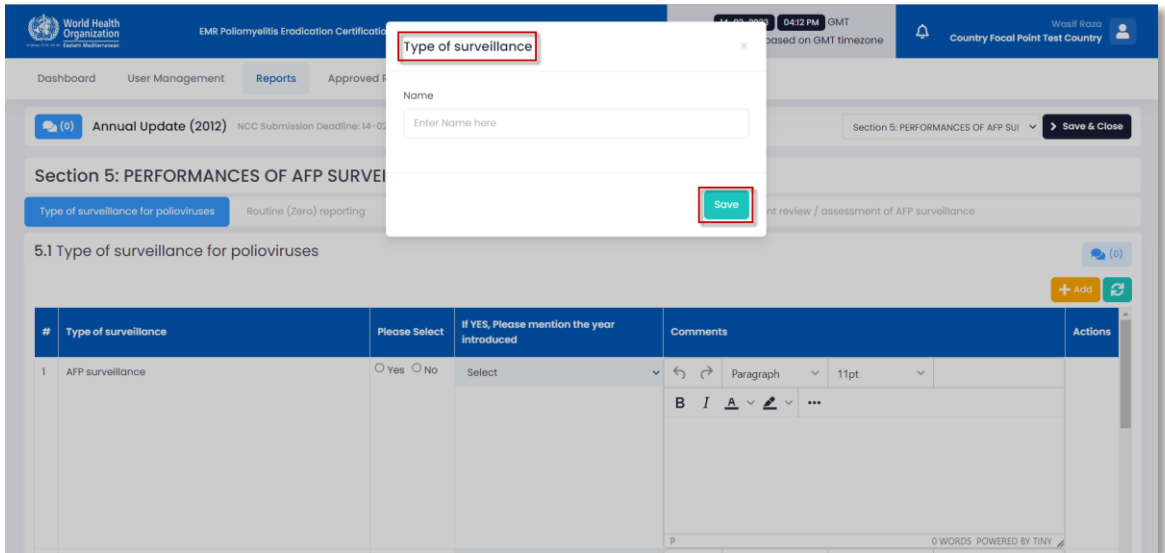 World Health
Organization
Eastern Mediterranean
EMR Poliomyelitis Eradication Certificatio
04:12 PM GMT
based on GMT timezone
Wasif Raza
Country Focal Point Test Country
Dashboard User Management Reports Approved
Type of surveillance ×
Name
Enter Name here
Save
(0) Annual Update (2012) NCC Submission Deadline: 14-02
Section 5: PERFORMANCES OF AFP SUI
Save & Close
Section 5: PERFORMANCES OF AFP SURVEI
Type of surveillance for polioviruses Routine (Zero) reporting nt review / assessment of AFP surveillance
5.1 Type of surveillance for polioviruses
(0)
+ Add
# Type of surveillance Please Select If YES, Please mention the year introduced Comments Actions
1 AFP surveillance Yes No Select
Paragraph 11pt
B I A ...
P 0 WORDS POWERED BY TINY